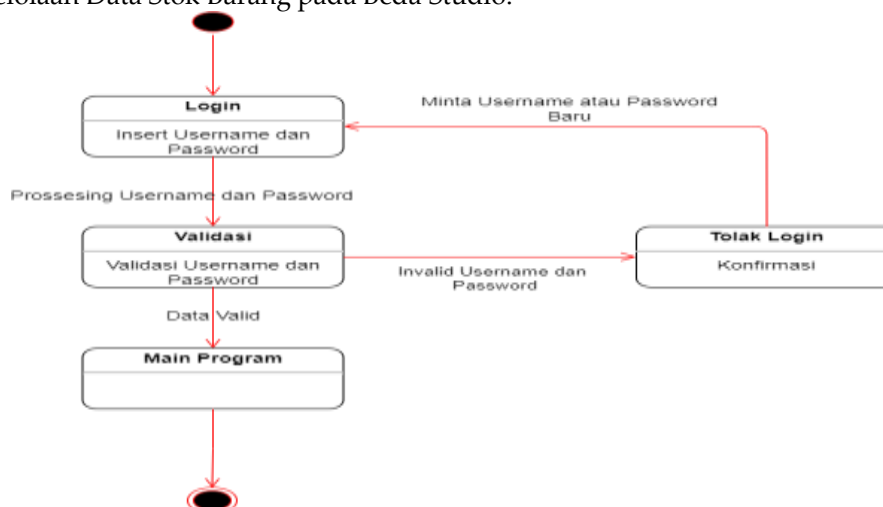 Data Stok Barang pada Beda Studio.
Login
Insert Username dan
Password
Minta Username atau Password
Baru
Prossesing Username dan Password
Validasi
Validasi Username dan
Password
Invalid Username dan
Password
Tolak Login
Konfirmasi
Data Valid
Main Program